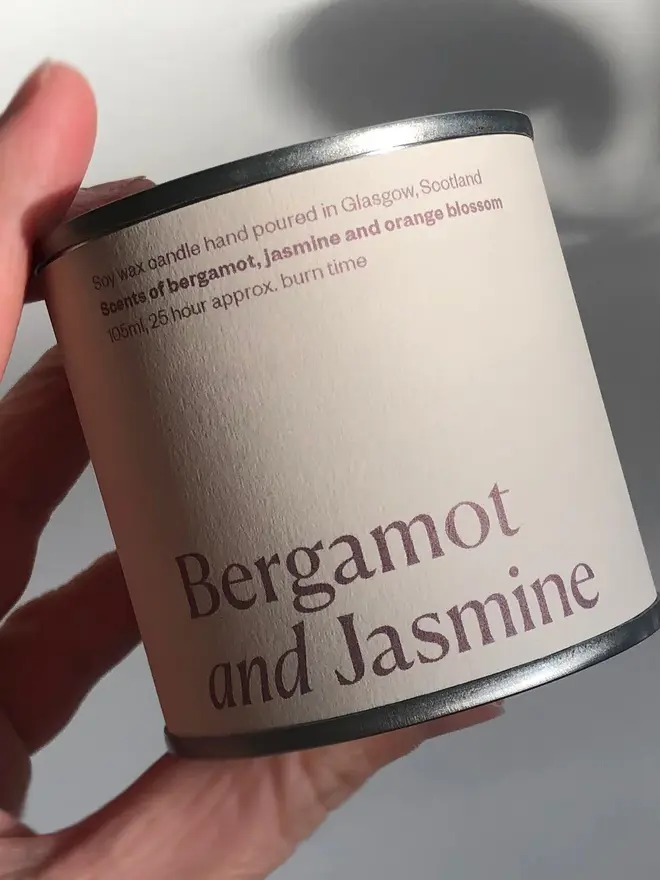 Soy wax candle hand poured in Glasgow, Scotland
Scents of bergamot, jasmine and orange blossom
105ml, 25 hour approx. burn time
Bergamot
and Jasmine